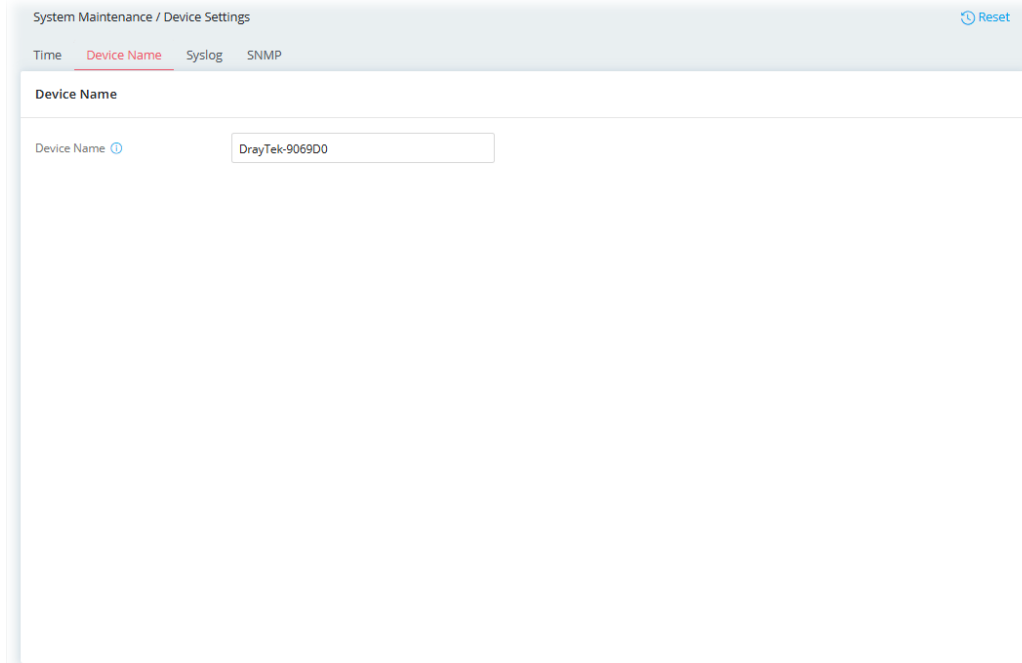 System Maintenance / Device Settings
Reset
Time Device Name Syslog SNMP
Device Name
Device Name DrayTek-9069D0